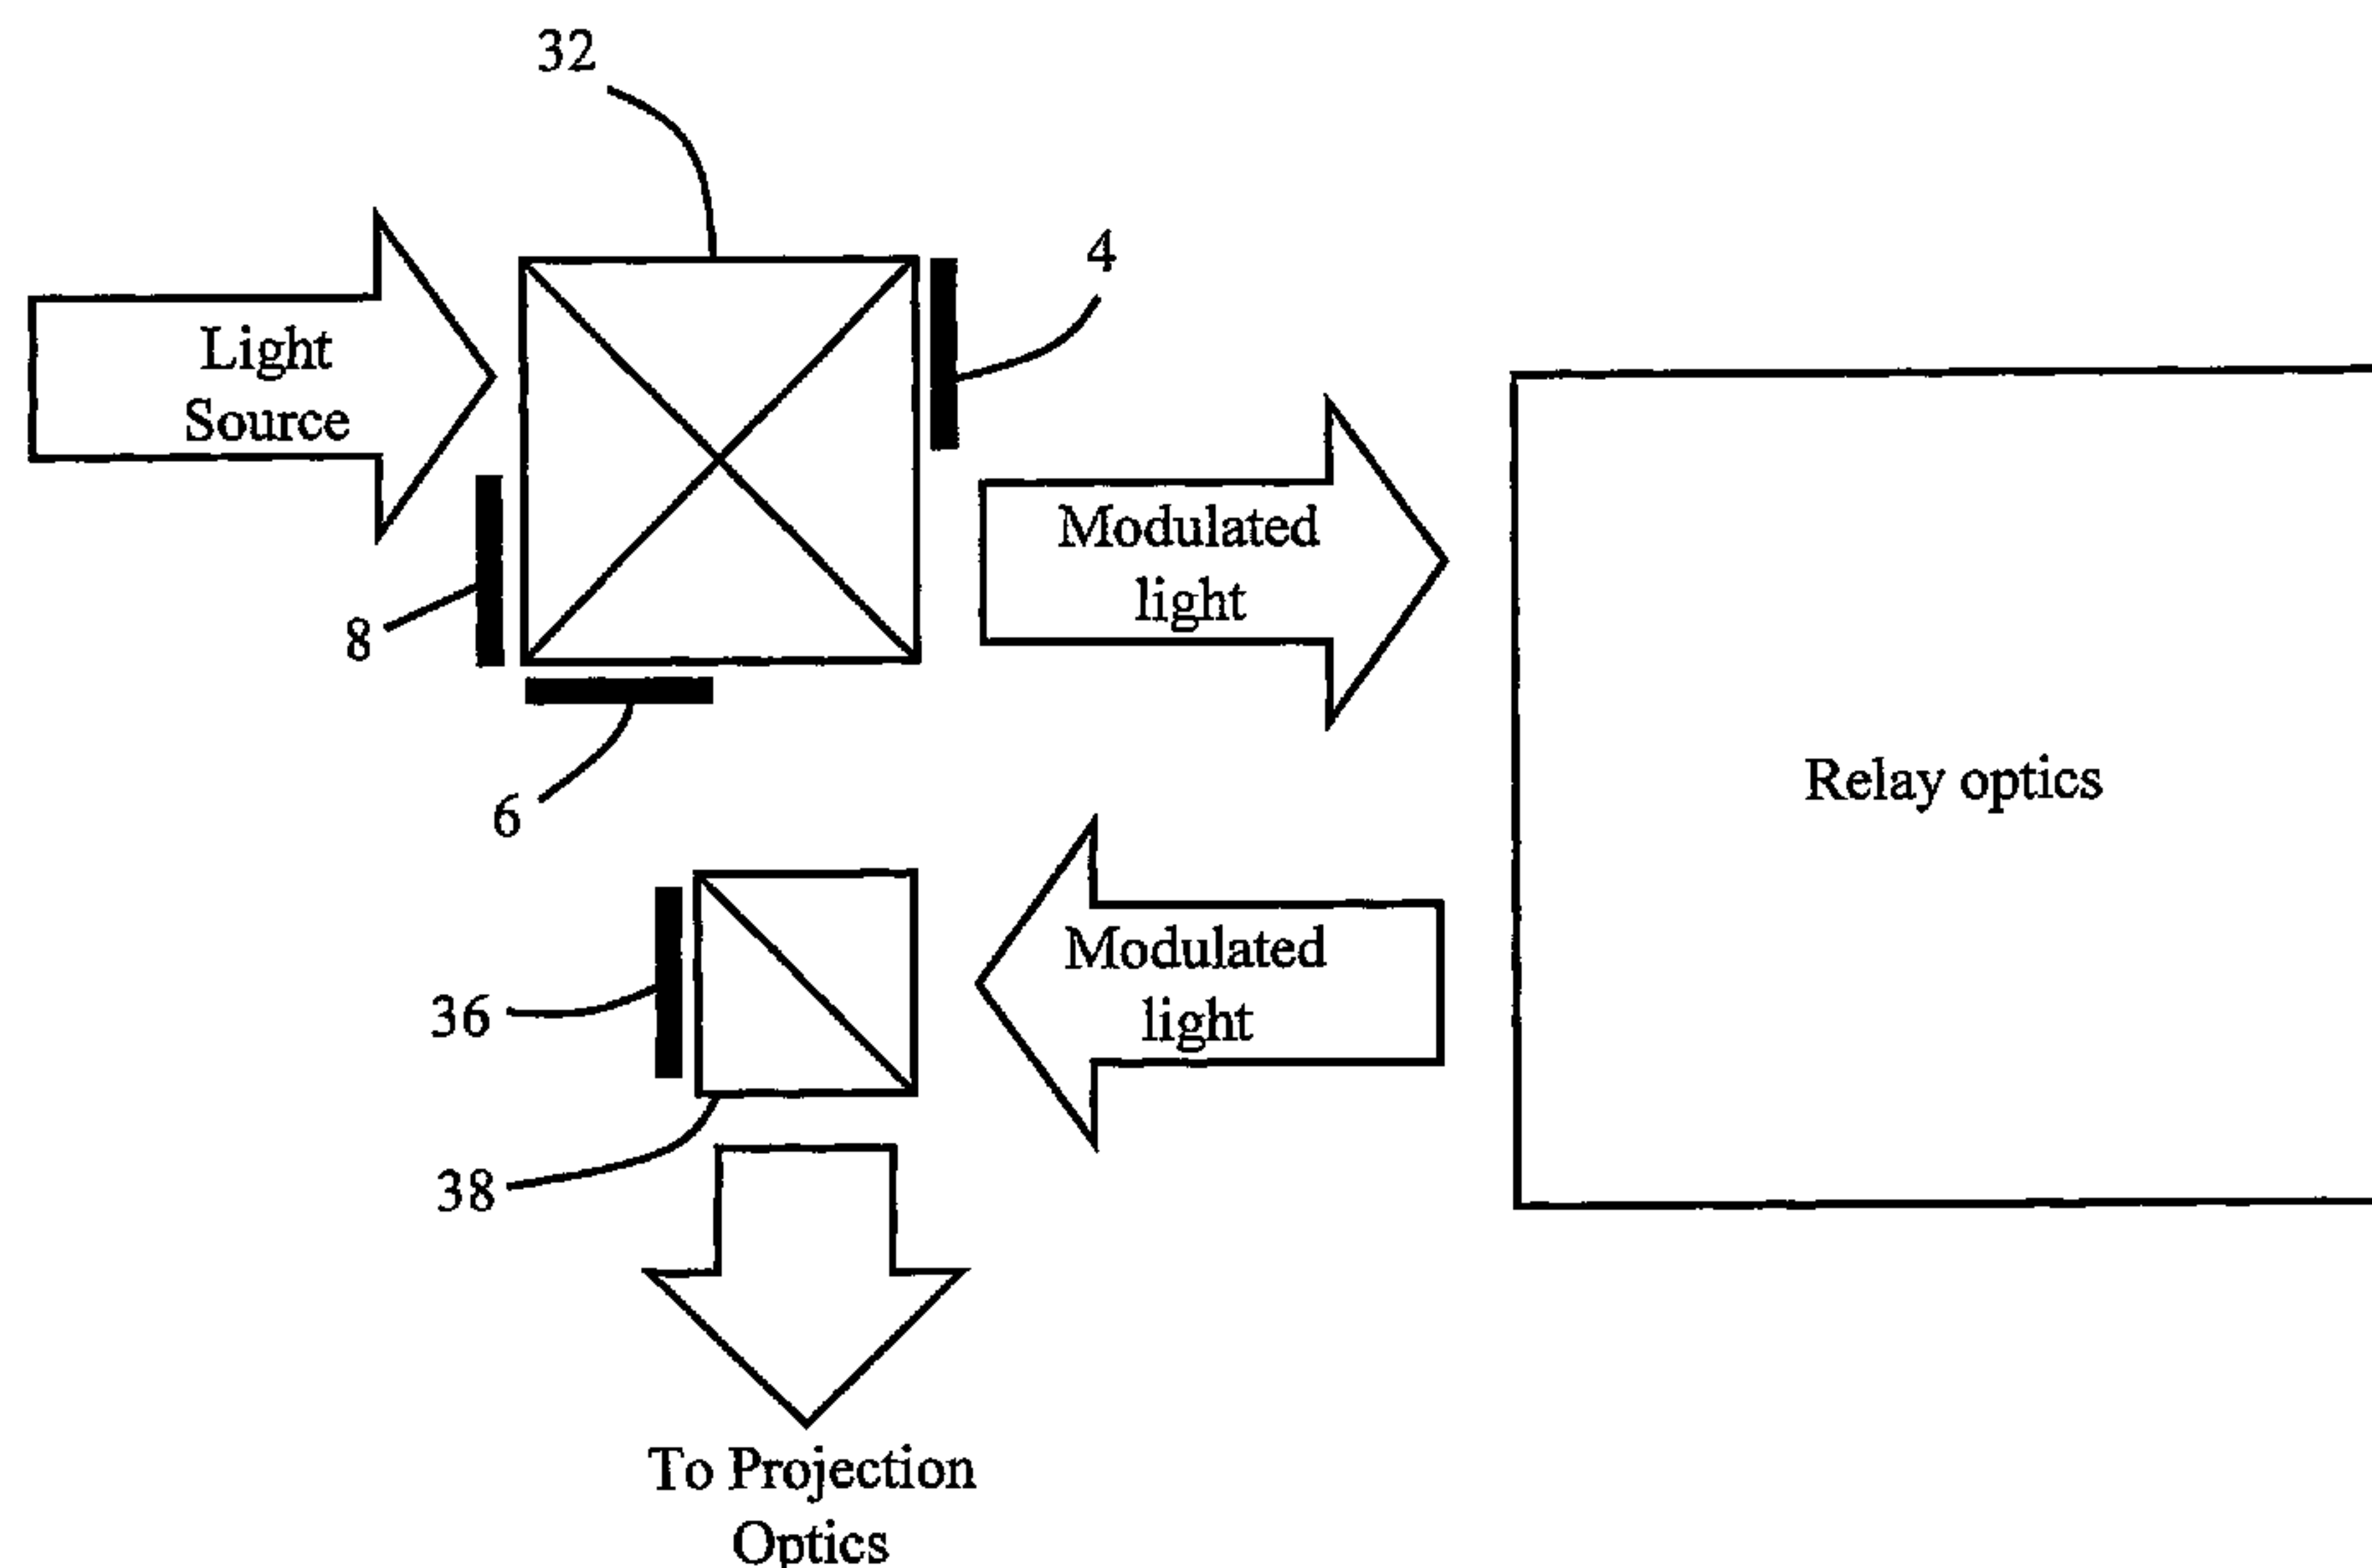 32
4
Light
Source
Modulated
light
8
Relay optics
6
Modulated
light
36
38
To Projection
Optics